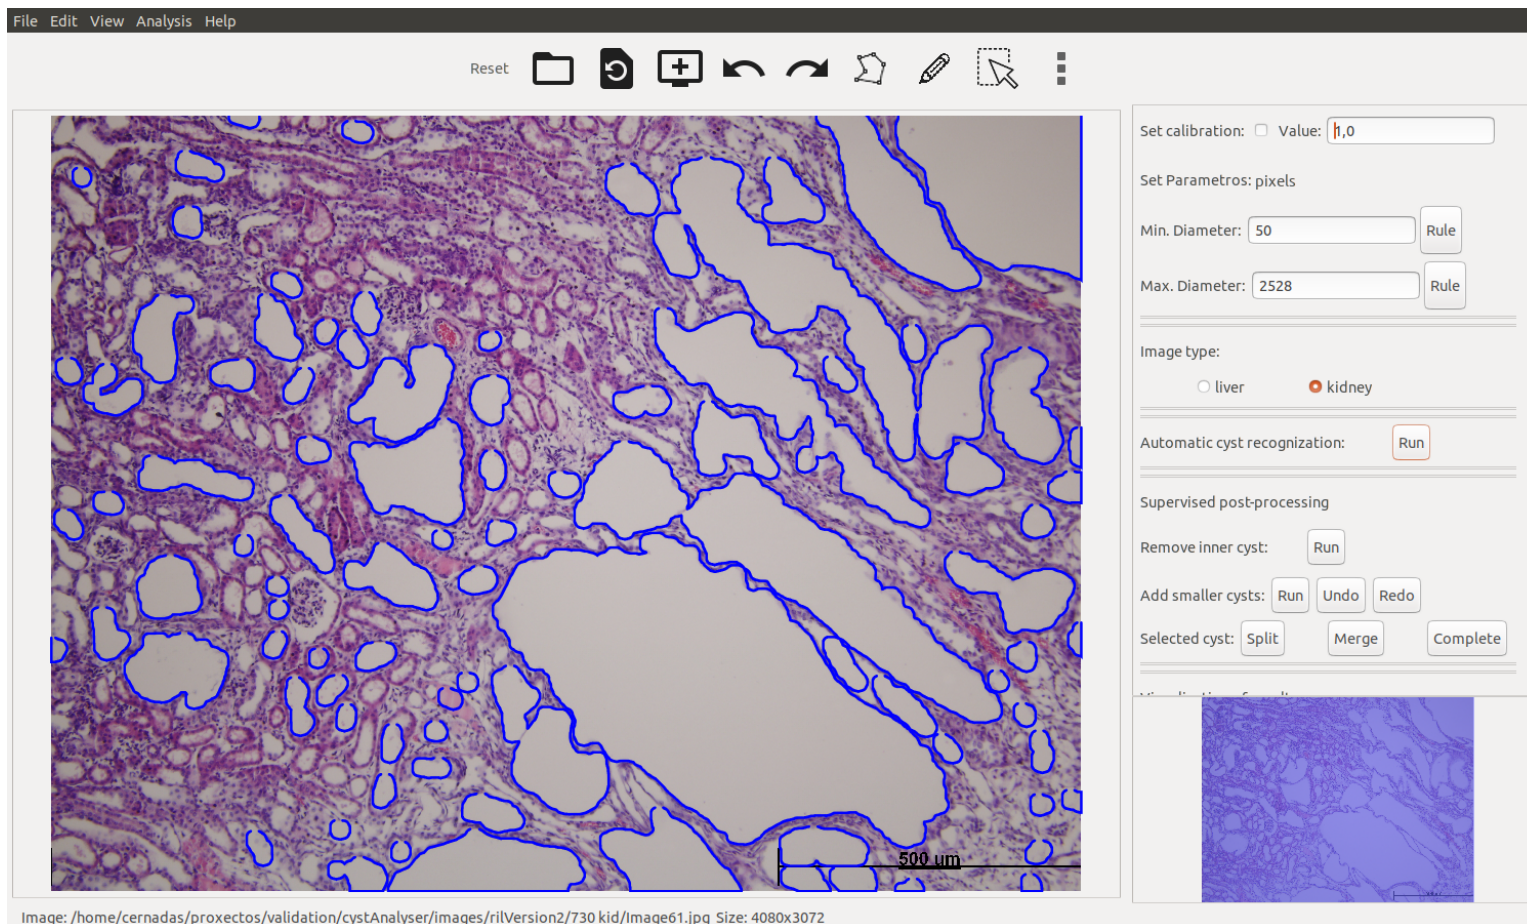 File Edit View Analysis Help
Reset
Set calibration: Value: 1,0
Set Parametros: pixels
Min. Diameter: 50 Rule
Max. Diameter: 2528 Rule
Image type:
liver kidney
Automatic cyst recognization: Run
Supervised post-processing
Remove inner cyst: Run
Add smaller cysts: Run Undo Redo
Selected cyst: Split Merge Complete
500 um
Image: /home/cernadas/proxectos/validation/cystAnalyser/images/rilVersion2/730 kid/Image61.jpg Size: 4080x3072